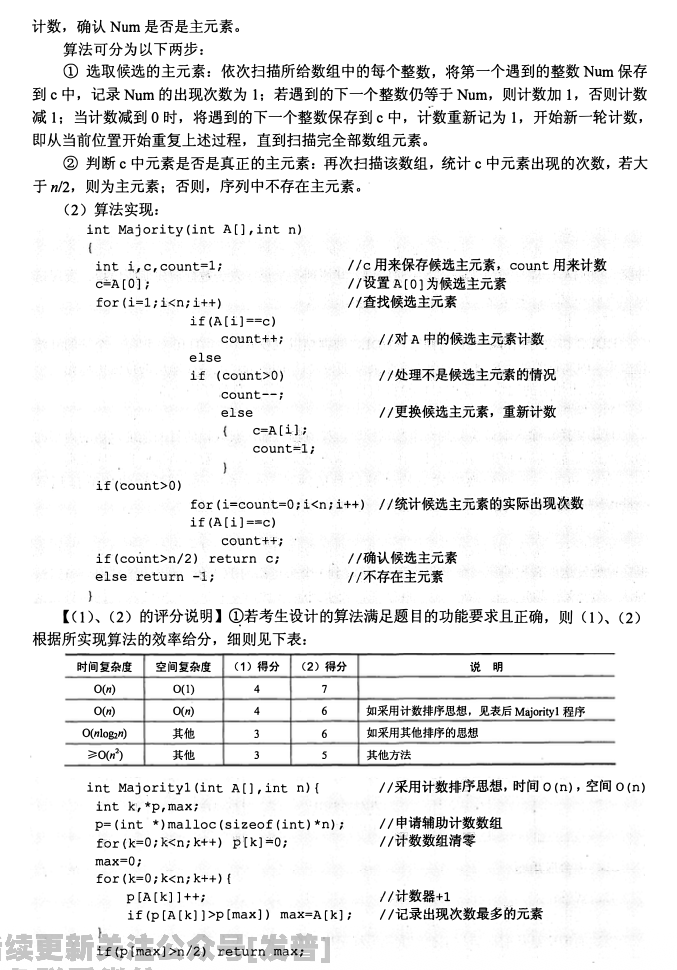 计数，确认 Num 是否是主元素。
算法可分为以下两步：
① 选取候选的主元素：依次扫描所给数组中的每个整数，将第一个遇到的整数 Num 保存
到 c 中，记录 Num 的出现次数为 1；若遇到的下一个整数仍等于 Num，则计数加 1，否则计数
减 1；当计数减到 0 时，将遇到的下一个整数保存到 c 中，计数重新记为 1，开始新一轮计数，
即从当前位置开始重复上述过程，直到扫描完全部数组元素。
② 判断 c 中元素是否是真正的主元素：再次扫描该数组，统计 c 中元素出现的次数，若大
于 n/2，则为主元素；否则，序列中不存在主元素。
（2）算法实现：
int Majority(int A[],int n)
{
int i,c,count=1; //c 用来保存候选主元素，count 用来计数
c=A[0]; //设置 A[0]为候选主元素
for(i=1;i<n;i++) //查找候选主元素
if(A[i]==c)
count++; //对 A 中的候选主元素计数
else
if (count>0) //处理不是候选主元素的情况
count--;
else //更换候选主元素，重新计数
{ c=A[i];
count=1;
}
if(count>0)
for(i=count=0;i<n;i++) //统计候选主元素的实际出现次数
if(A[i]==c)
count++;
if(count>n/2) return c; //确认候选主元素
else return -1; //不存在主元素
}
【（1）、（2）的评分说明】①若考生设计的算法满足题目的功能要求且正确，则（1）、（2）
根据所实现算法的效率给分，细则见下表：
时间复杂度 空间复杂度 （1）得分 （2）得分 说 明
O(n) O(1) 4 7
O(n) O(n) 4 6 如采用计数排序思想，见表后 Majority1 程序
O(nlog₂n) 其他 3 6 如采用其他排序的思想
≥O(n²) 其他 3 5 其他方法
int Majority1(int A[],int n){ //采用计数排序思想，时间 O(n)，空间 O(n)
int k,*p,max;
p=(int *)malloc(sizeof(int)*n); //申请辅助计数数组
for(k=0;k<n;k++) p[k]=0; //计数数组清零
max=0;
for(k=0;k<n;k++){
p[A[k]]++; //计数器+1
if(p[A[k]]>p[max]) max=A[k]; //记录出现次数最多的元素
}
续更新关注公众号[发普]
if(p[max]>n/2) return max;